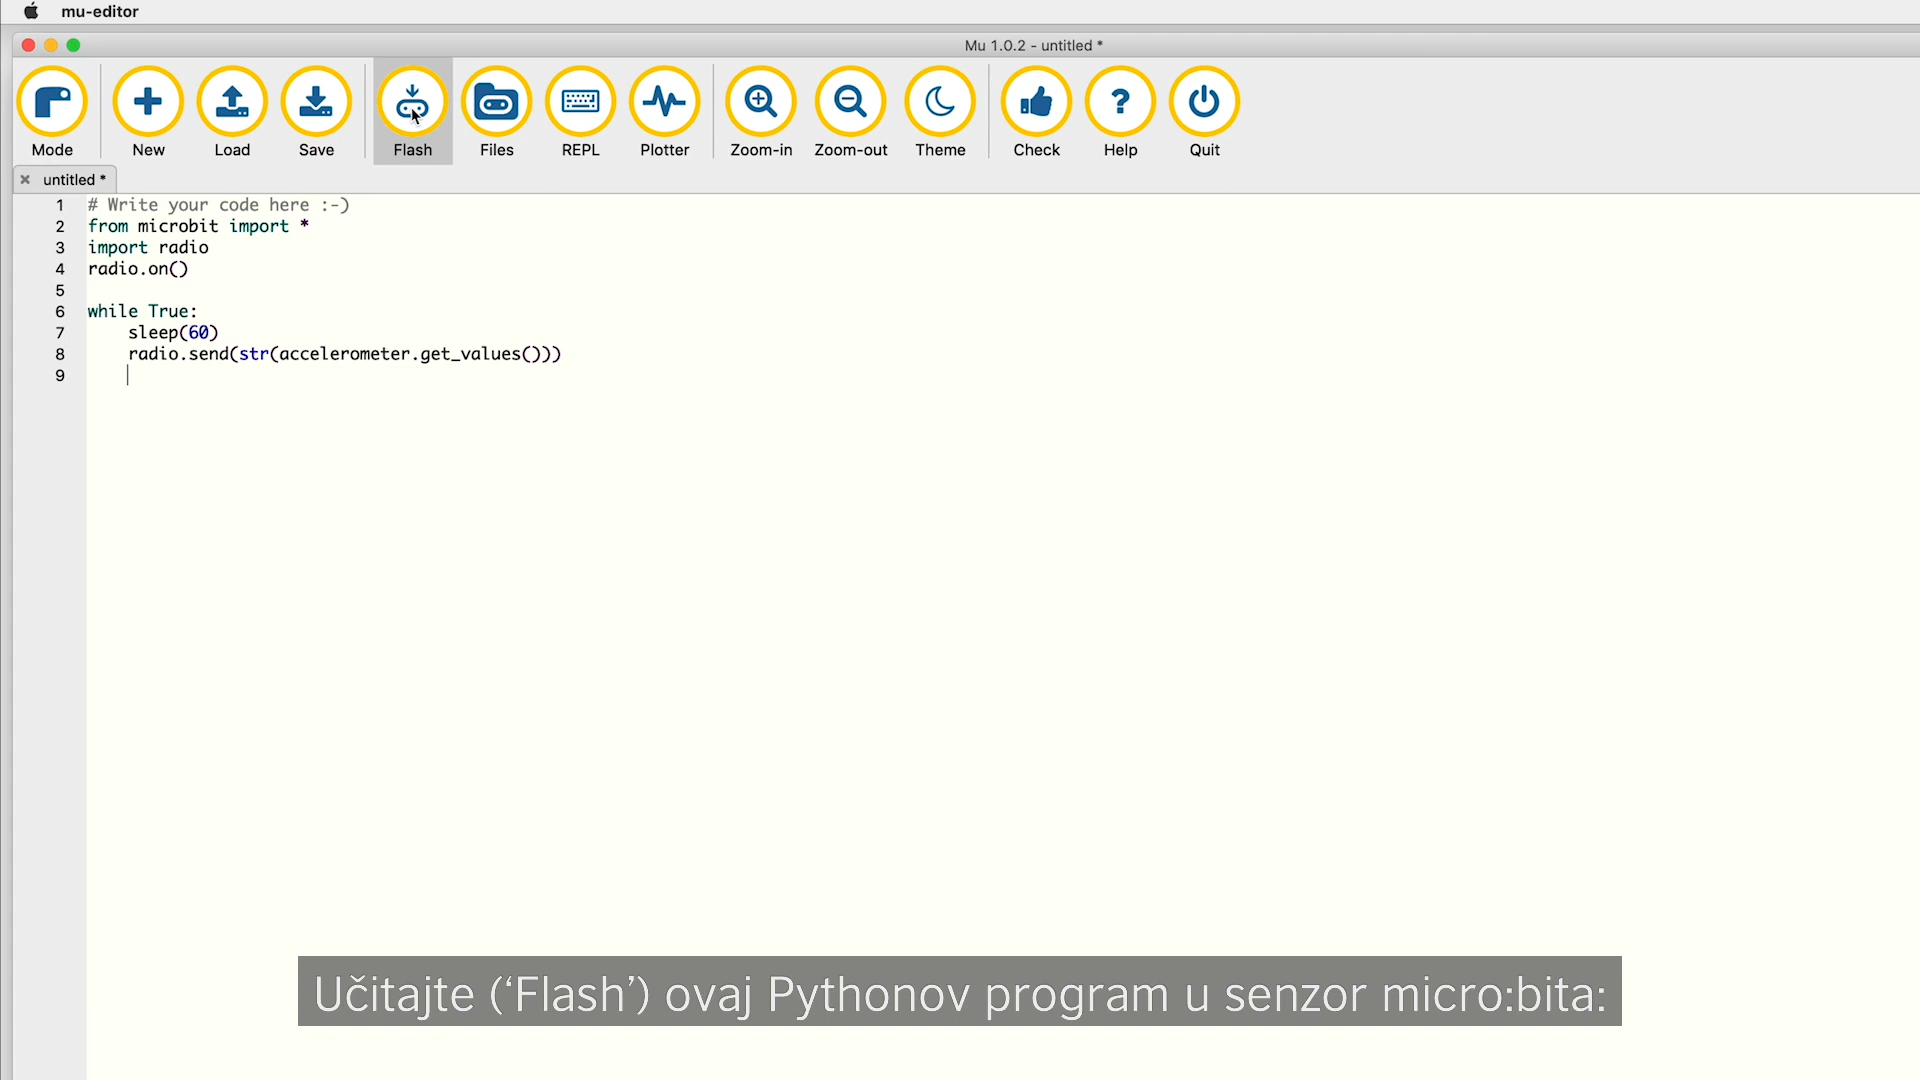 mu-editor
Mu 1.0.2 - untitled *
Mode New Load Save Flash Files REPL Plotter Zoom-in Zoom-out Theme Check Help Quit
untitled *
1 # Write your code here :-)
2 from microbit import *
3 import radio
4 radio.on()
5
6 while True:
7     sleep(60)
8     radio.send(str(accelerometer.get_values()))
9
Učitajte (‘Flash’) ovaj Pythonov program u senzor micro:bita: